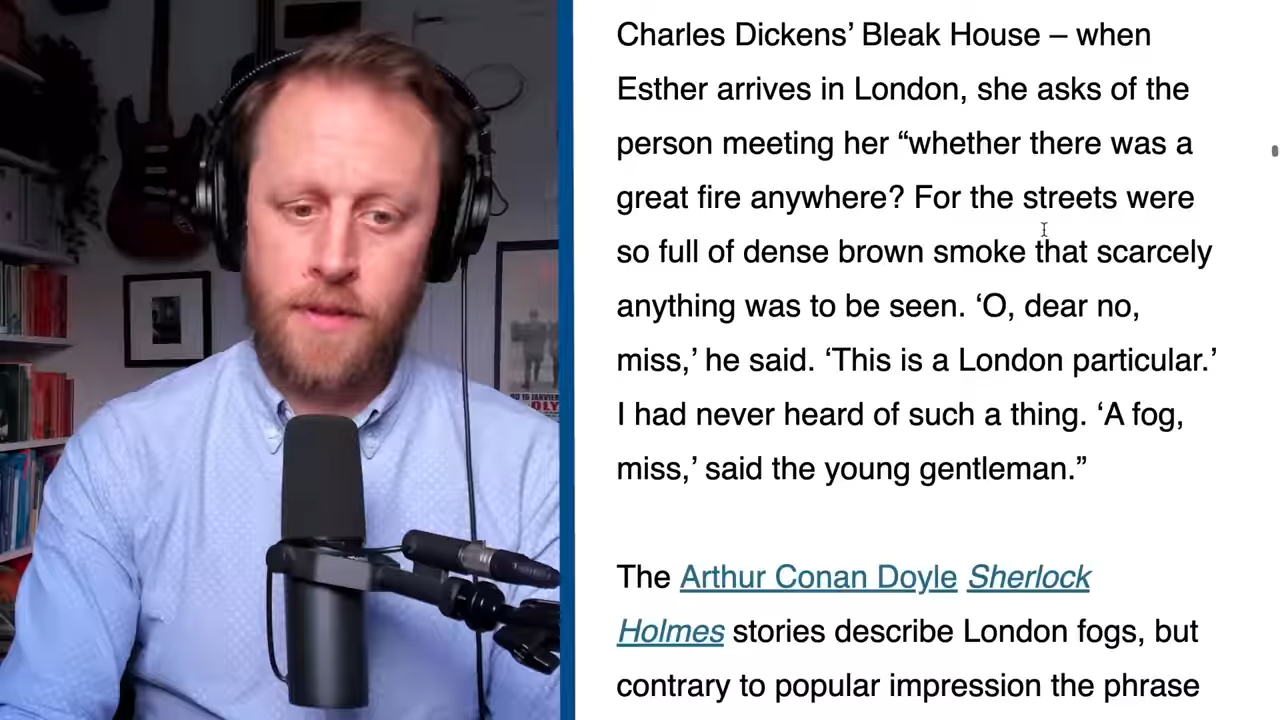 Charles Dickens’ Bleak House – when
Esther arrives in London, she asks of the
person meeting her “whether there was a
great fire anywhere? For the streets were
so full of dense brown smoke that scarcely
anything was to be seen. ‘O, dear no,
miss,’ he said. ‘This is a London particular.’
I had never heard of such a thing. ‘A fog,
miss,’ said the young gentleman.”
The Arthur Conan Doyle Sherlock
Holmes stories describe London fogs, but
contrary to popular impression the phrase
JANVIER
OLY